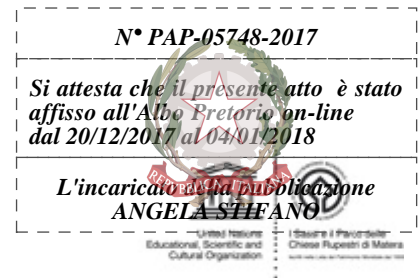 N° PAP-05748-2017
Si attesta che il presente atto è stato
affisso all'Albo Pretorio on-line
dal 20/12/2017 al 04/01/2018
L'incaricato della pubblicazione
ANGELA STIFANO
REPVBBLICA ITALIANA
United Nations
Educational, Scientific and
Cultural Organization
I Sassi e il Parco delle
Chiese Rupestri di Matera